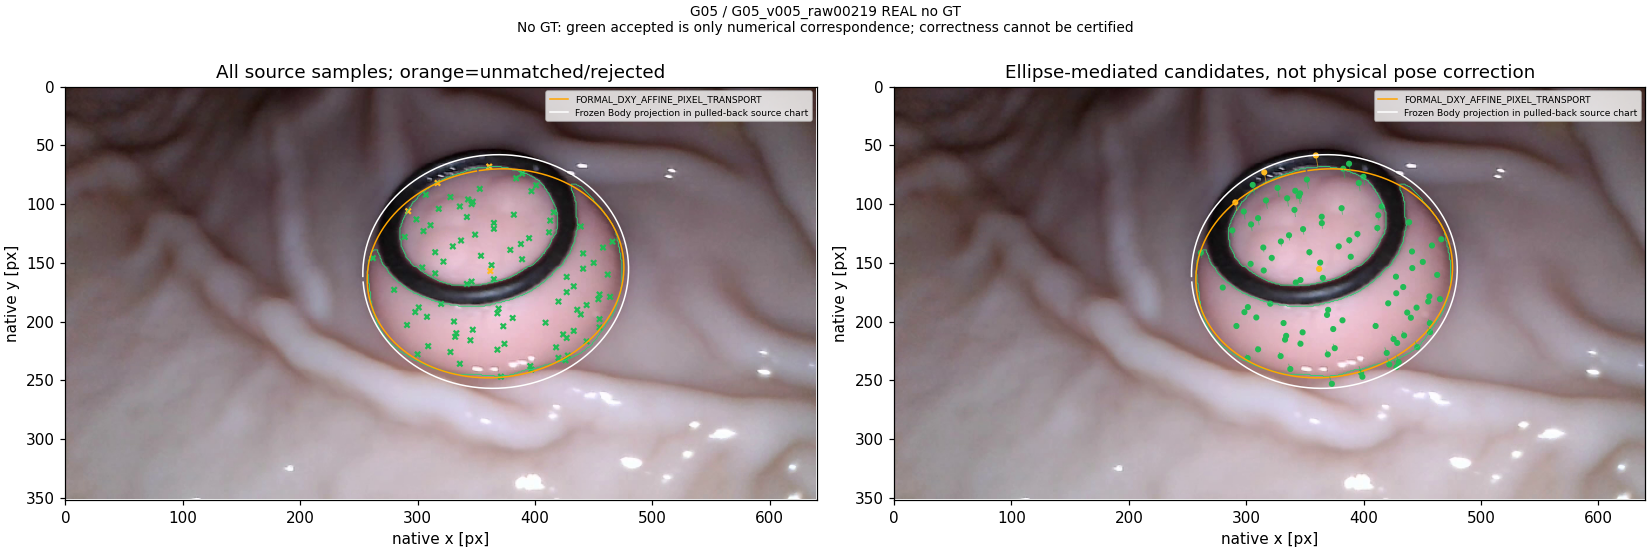 G05 / G05_v005_raw00219 REAL no GT
No GT: green accepted is only numerical correspondence; correctness cannot be certified
All source samples; orange=unmatched/rejected
FORMAL_DXY_AFFINE_PIXEL_TRANSPORT
Frozen Body projection in pulled-back source chart
native y [px]
0
50
100
150
200
250
300
350
0
100
200
300
400
500
600
native x [px]
Ellipse-mediated candidates, not physical pose correction
FORMAL_DXY_AFFINE_PIXEL_TRANSPORT
Frozen Body projection in pulled-back source chart
native y [px]
0
50
100
150
200
250
300
350
0
100
200
300
400
500
600
native x [px]